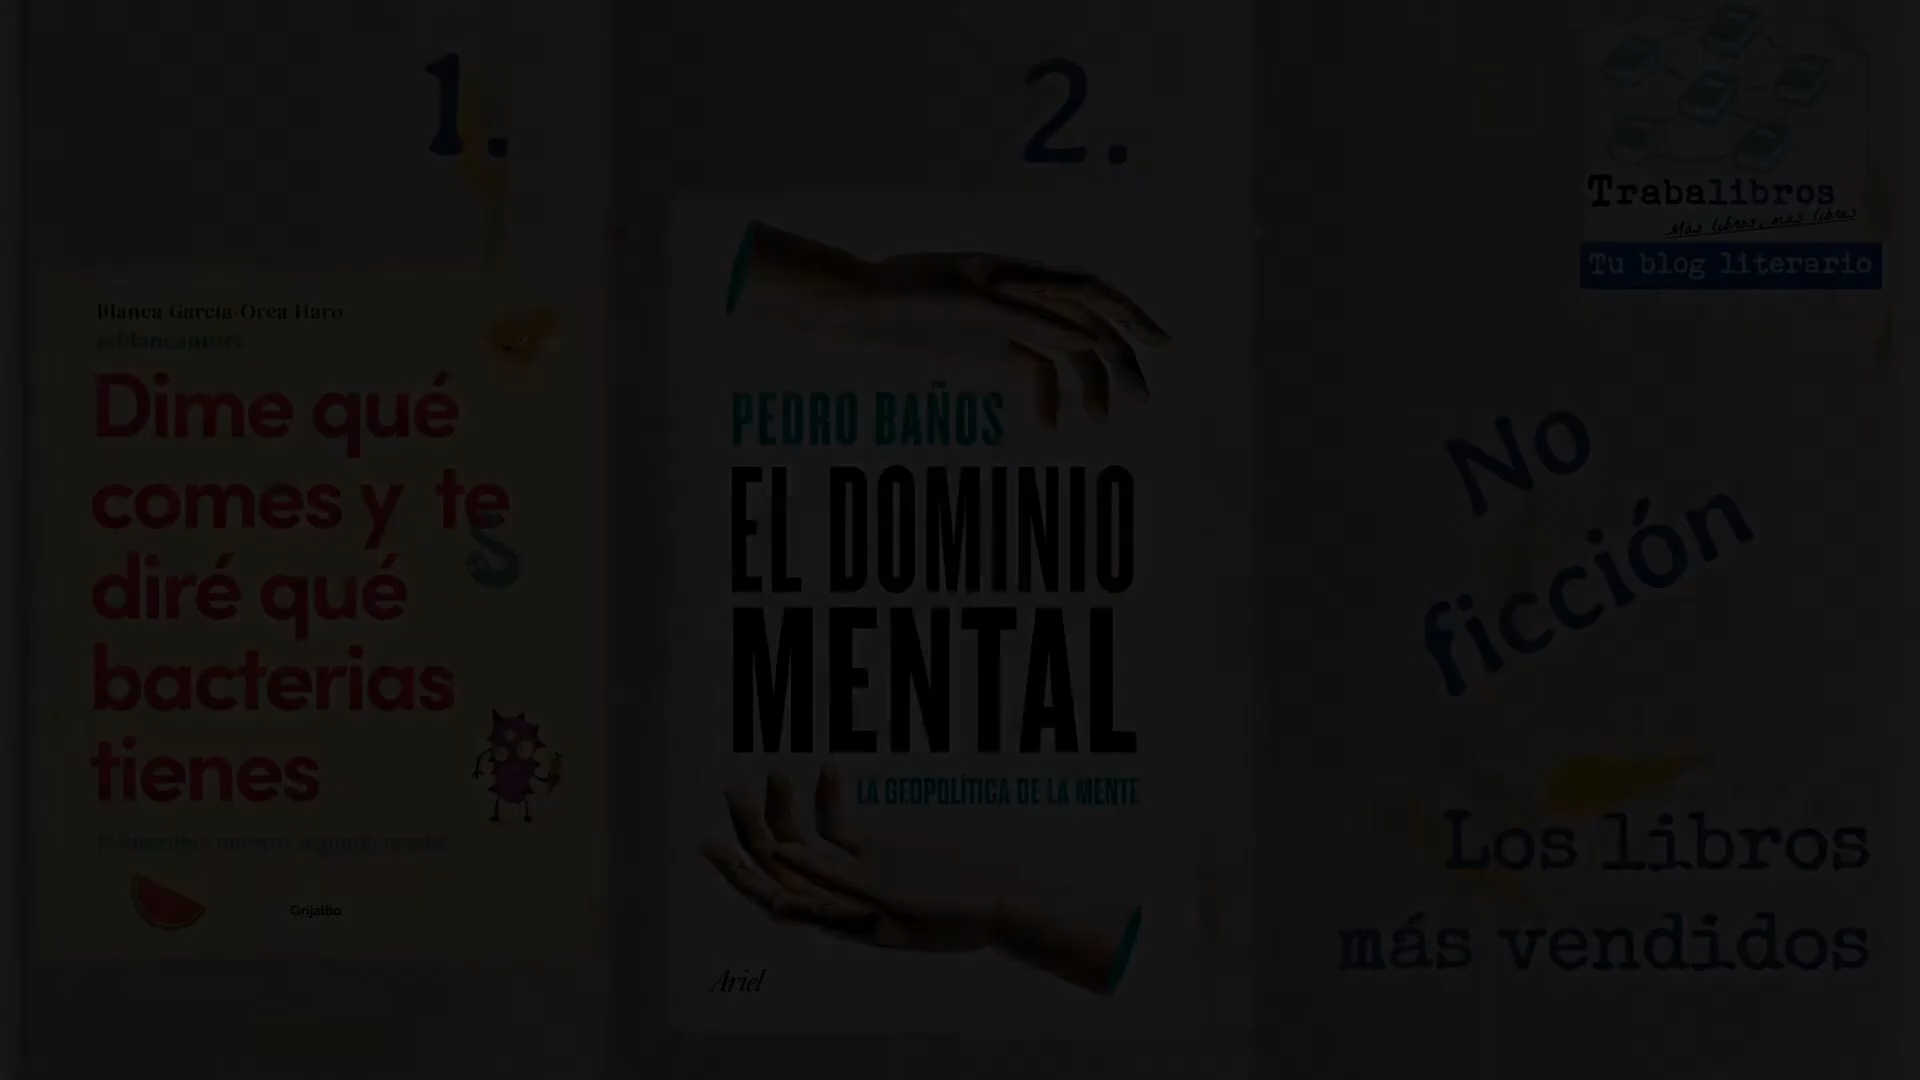 1.
Blanca García-Orea Haro
@blancanutri
Dime qué
comes y te
diré qué
bacterias
tienes
Grijalbo
2.
PEDRO BAÑOS
EL DOMINIO
MENTAL
LA GEOPOLÍTICA DE LA MENTE
Ariel
Trabalibros
Más libros, más libres
Tu blog literario
No
ficción
Los libros
más vendidos